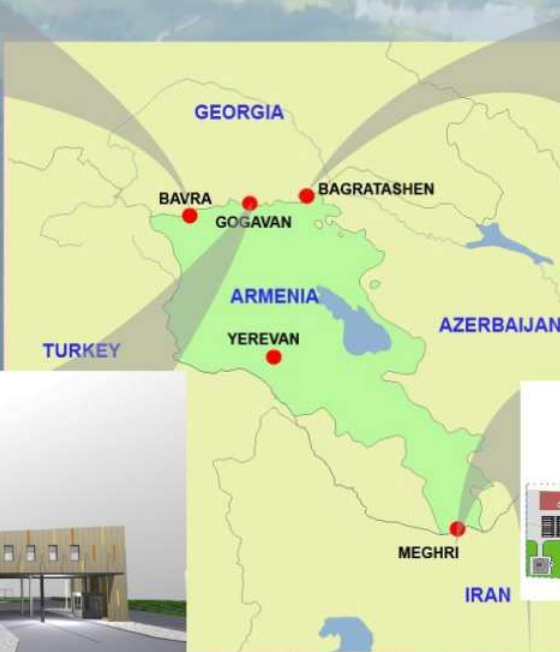 GEORGIA
BAGRATASHEN
BAVRA
GOGAVAN
ARMENIA
AZERBAIJAN
YEREVAN
TURKEY
MEGHRI
IRAN